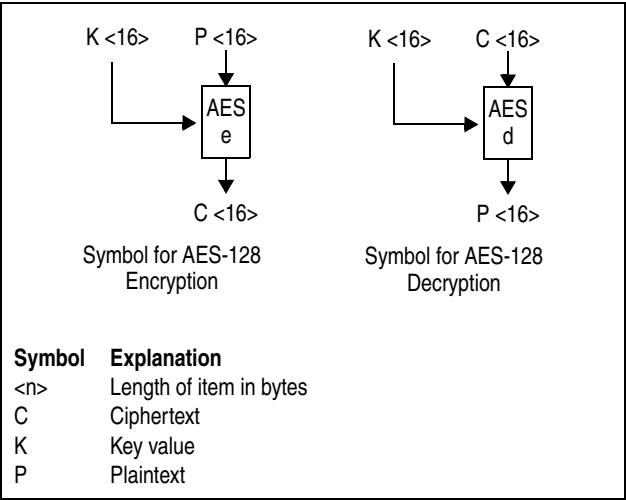 K <16> P <16> K <16> C <16>
AES AES
e d
C <16> P <16>
Symbol for AES-128 Symbol for AES-128
Encryption Decryption
Symbol Explanation
<n> Length of item in bytes
C Ciphertext
K Key value
P Plaintext